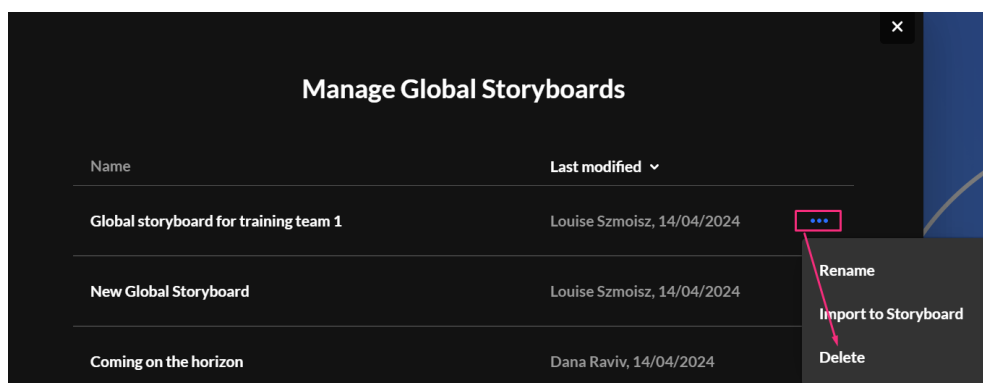 Manage Global Storyboards
Name Last modified
Global storyboard for training team 1 Louise Szmoisz, 14/04/2024
Rename
New Global Storyboard Louise Szmoisz, 14/04/2024
Import to Storyboard
Coming on the horizon Dana Raviv, 14/04/2024
Delete